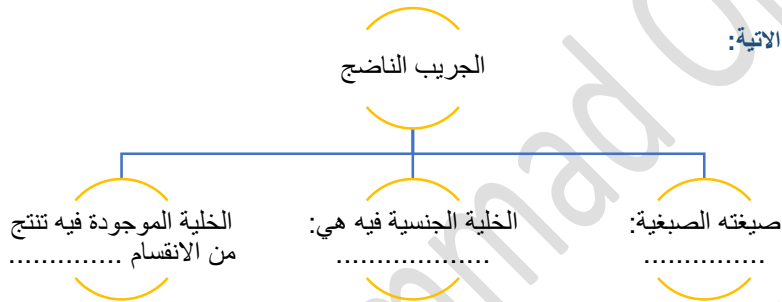 الاتية:
الجريب الناضج
صيغته الصبغية:
...............
الخلية الجنسية فيه هي:
..................
الخلية الموجودة فيه تنتج
من الانقسام ..............